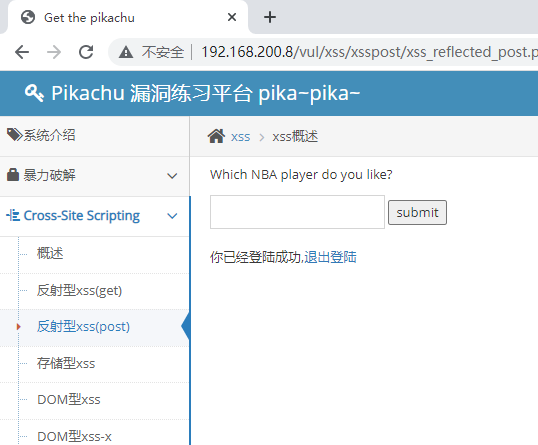 Get the pikachu
不安全 192.168.200.8/vul/xss/xsspost/xss_reflected_post.p
Pikachu 漏洞练习平台 pika~pika~
系统介绍
xss > xss概述
暴力破解
Which NBA player do you like?
Cross-Site Scripting
submit
概述
你已经登陆成功,退出登陆
反射型xss(get)
反射型xss(post)
存储型xss
DOM型xss
DOM型xss-x